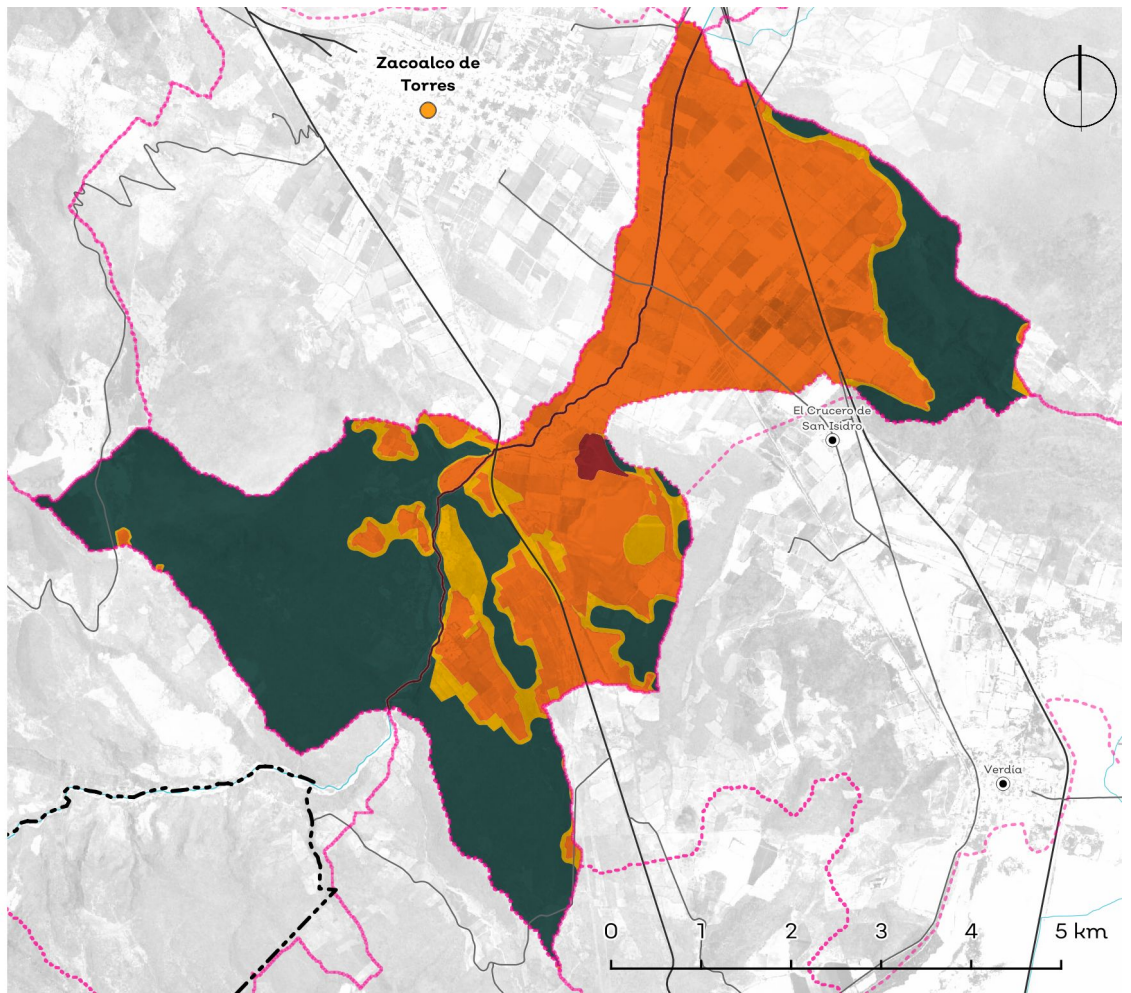 Zacoalco de
Torres
El Crucero de
San Isidro
Verdía
0 1 2 3 4 5 km